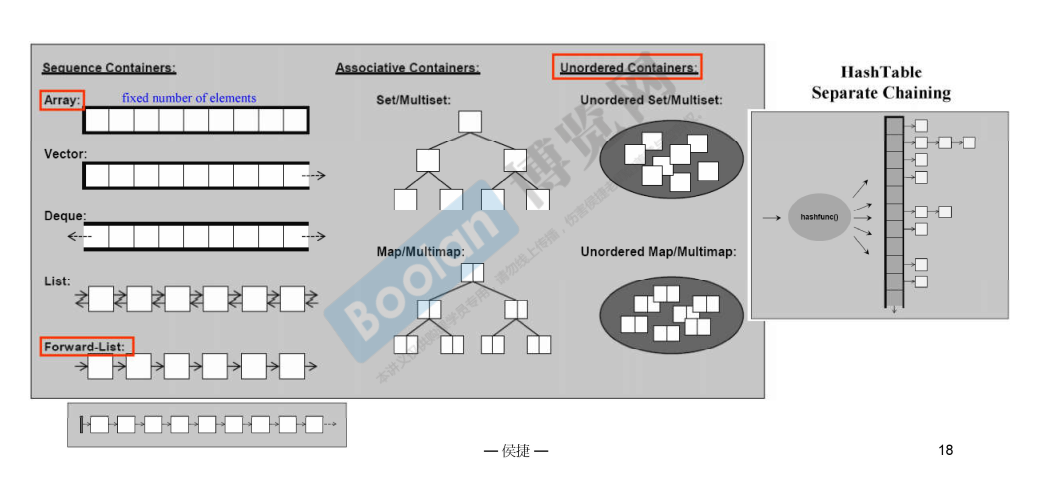 Sequence Containers:
Associative Containers:
Unordered Containers:
HashTable
Separate Chaining
Array:
fixed number of elements
Set/Multiset:
Unordered Set/Multiset:
Vector:
Deque:
hashfunc()
List:
Map/Multimap:
Unordered Map/Multimap:
Forward-List:
Boolan 博览网
— 侯捷 —
18